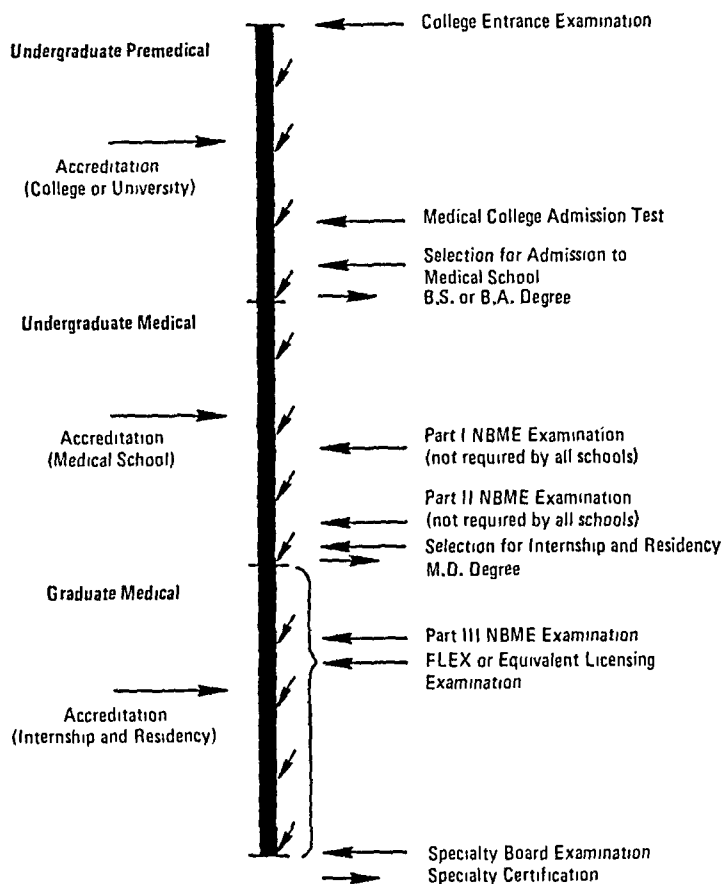 College Entrance Examination
Undergraduate Premedical
Accreditation
(College or University)
Medical College Admission Test
Selection for Admission to
Medical School
B.S. or B.A. Degree
Undergraduate Medical
Accreditation
(Medical School)
Part I NBME Examination
(not required by all schools)
Part II NBME Examination
(not required by all schools)
Selection for Internship and Residency
M.D. Degree
Graduate Medical
Part III NBME Examination
FLEX or Equivalent Licensing
Examination
Accreditation
(Internship and Residency)
Specialty Board Examination
Specialty Certification